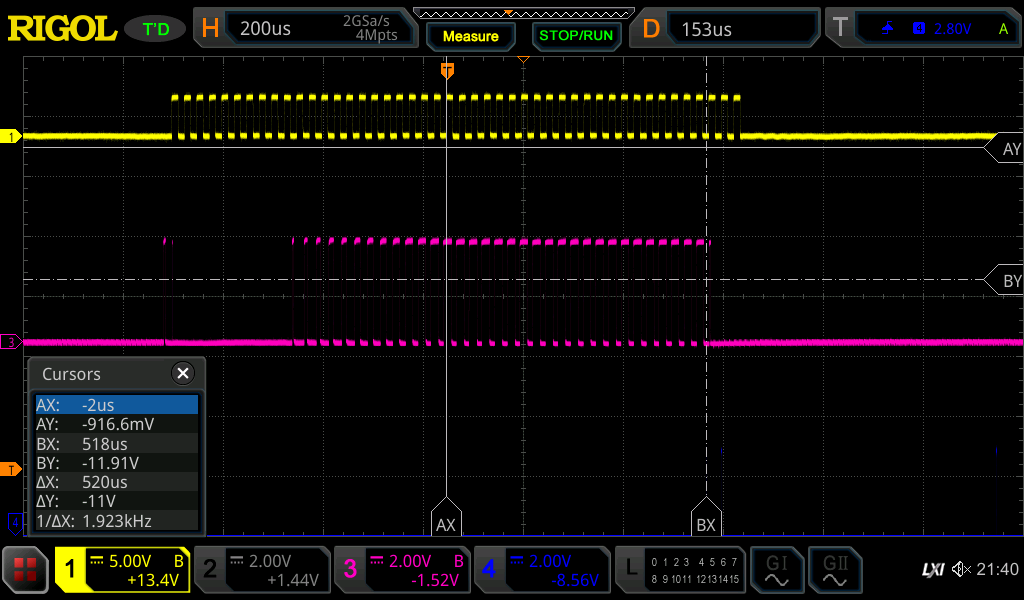 RIGOL T'D H 200us 2GSa/s 4Mpts Measure STOP/RUN D 153us T 1 2.80V A
T
1
AY
BY
3
Cursors
AX: -2us
AY: -916.6mV
BX: 518us
BY: -11.91V
ΔX: 520us
ΔY: -11V
1/ΔX: 1.923kHz
T
4
AX BX
1 5.00V B +13.4V
2 2.00V +1.44V
3 2.00V B -1.52V
4 2.00V -8.56V
L 0 1 2 3 4 5 6 7
8 9 10 11 12 13 14 15
GI GII
LXI 21:40